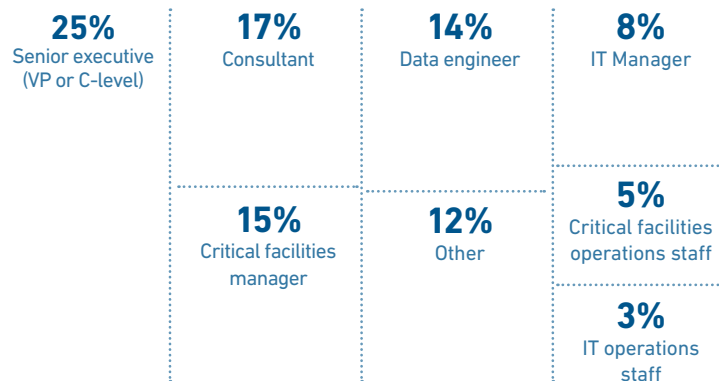 25%
Senior executive
(VP or C-level)
17%
Consultant
15%
Critical facilities
manager
14%
Data engineer
12%
Other
8%
IT Manager
5%
Critical facilities
operations staff
3%
IT operations
staff